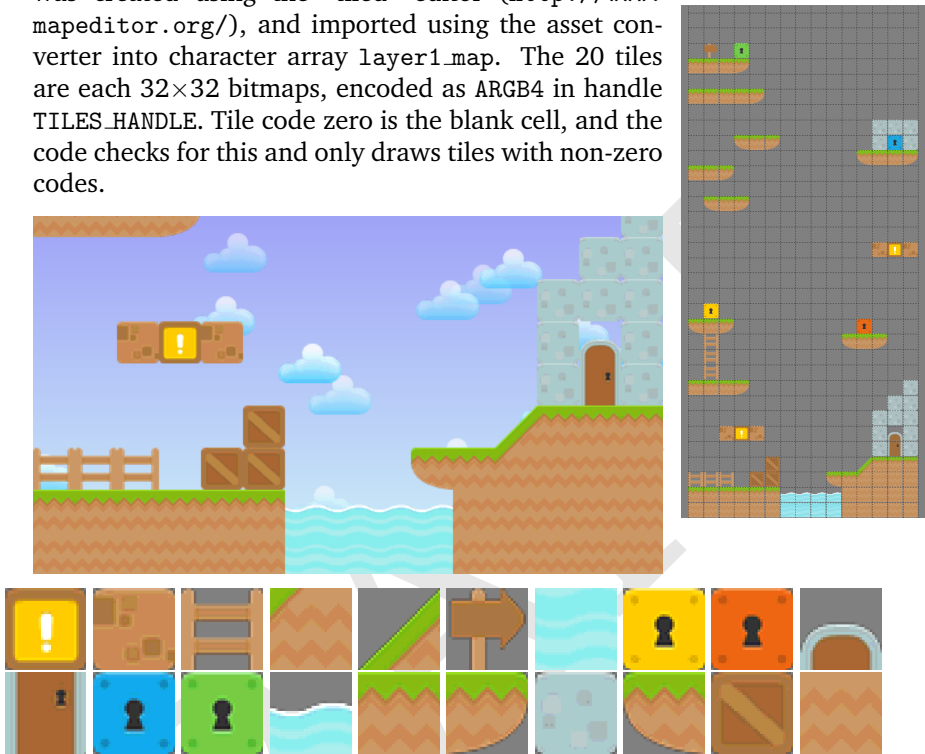 was created using the editor (http://www.
mapeditor.org/), and imported using the asset con-
verter into character array layer1_map. The 20 tiles
are each 32×32 bitmaps, encoded as ARGB4 in handle
TILES_HANDLE. Tile code zero is the blank cell, and the
code checks for this and only draws tiles with non-zero
codes.